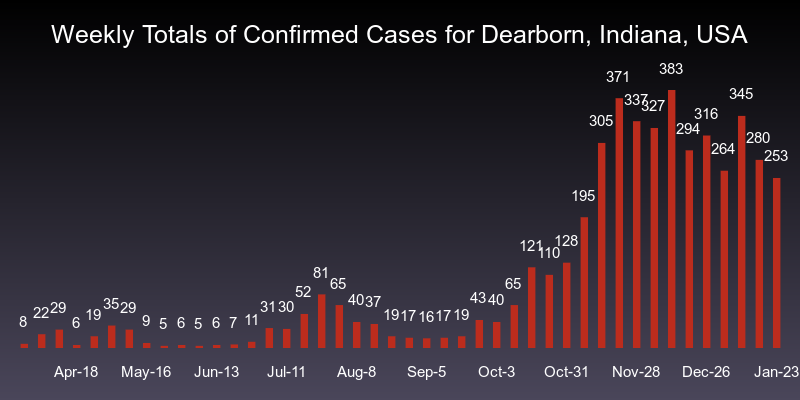 Weekly Totals of Confirmed Cases for Dearborn, Indiana, USA
8 22 29 6 19 35 29 9 5 6 5 6 7 11 31 30 52 81 65 40 37 19 17 16 17 19 43 40 65 121 110 128 195 305 371 337 327 383 294 316 264 345 280 253
Apr-18 May-16 Jun-13 Jul-11 Aug-8 Sep-5 Oct-3 Oct-31 Nov-28 Dec-26 Jan-23